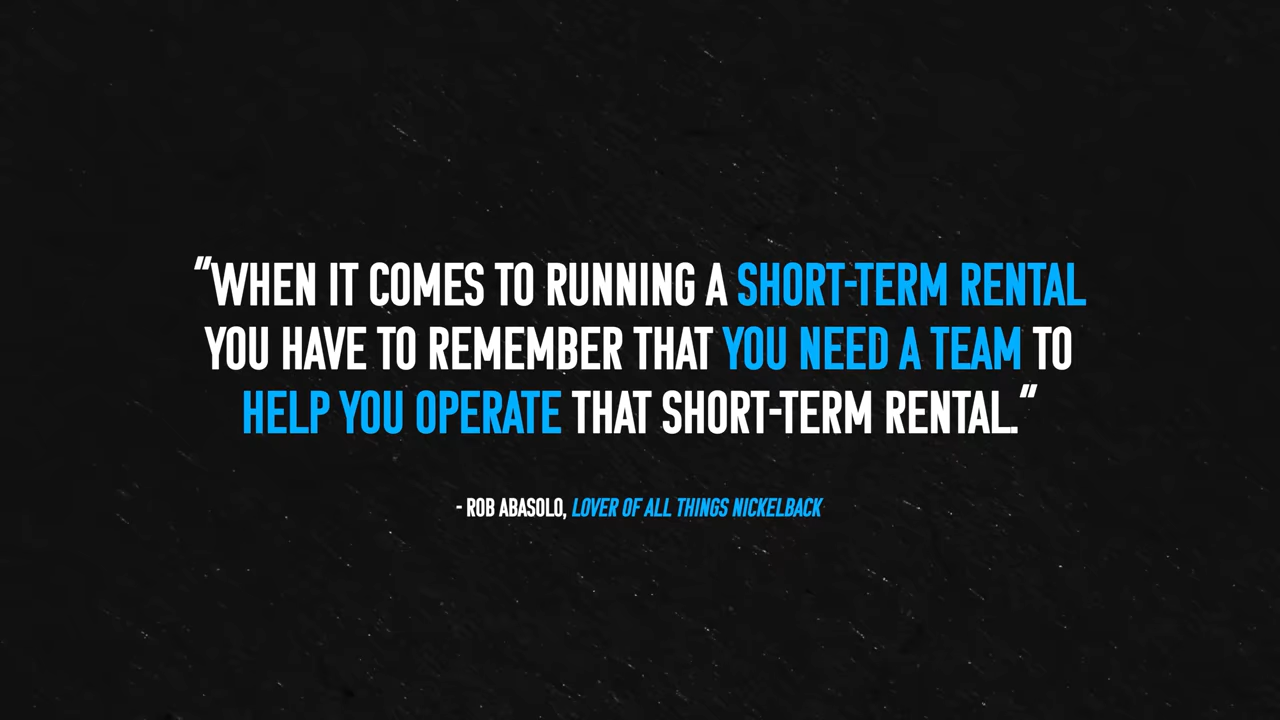 “WHEN IT COMES TO RUNNING A SHORT-TERM RENTAL
YOU HAVE TO REMEMBER THAT YOU NEED A TEAM TO
HELP YOU OPERATE THAT SHORT-TERM RENTAL.“
- ROB ABASOLO, LOVER OF ALL THINGS NICKELBACK